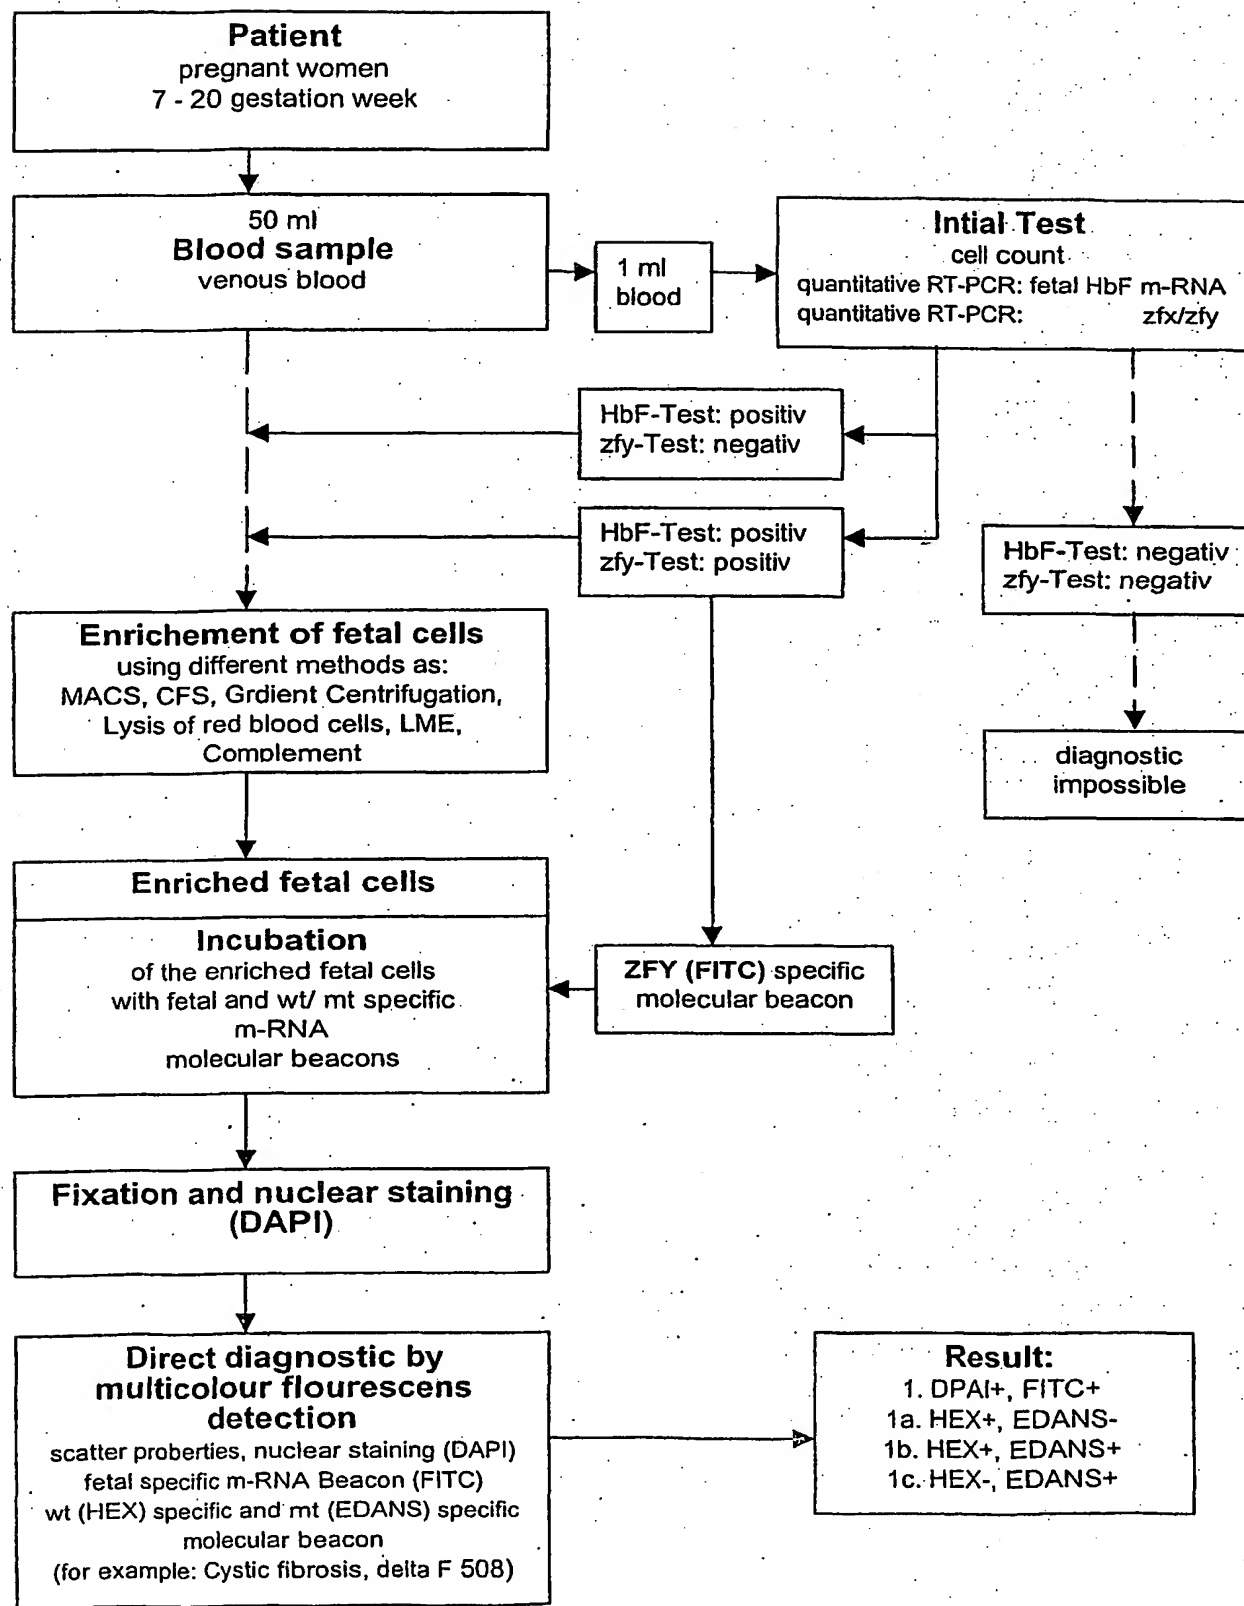 Patient
pregnant women
7 - 20 gestation week
50 ml
Blood sample
venous blood
1 ml
blood
Intial Test
cell count
quantitative RT-PCR: fetal HbF m-RNA
quantitative RT-PCR: zfx/zfy
HbF-Test: positiv
zfy-Test: negativ
HbF-Test: positiv
zfy-Test: positiv
HbF-Test: negativ
zfy-Test: negativ
diagnostic
impossible
Enrichement of fetal cells
using different methods as:
MACS, CFS, Grdient Centrifugation,
Lysis of red blood cells, LME,
Complement
Enriched fetal cells
Incubation
of the enriched fetal cells
with fetal and wt/ mt specific
m-RNA
molecular beacons
ZFY (FITC) specific
molecular beacon
Fixation and nuclear staining
(DAPI)
Direct diagnostic by
multicolour flourescens
detection
scatter proberties, nuclear staining (DAPI)
fetal specific m-RNA Beacon (FITC)
wt (HEX) specific and mt (EDANS) specific
molecular beacon
(for example: Cystic fibrosis, delta F 508)
Result:
1. DPAI+, FITC+
1a. HEX+, EDANS-
1b. HEX+, EDANS+
1c. HEX-, EDANS+